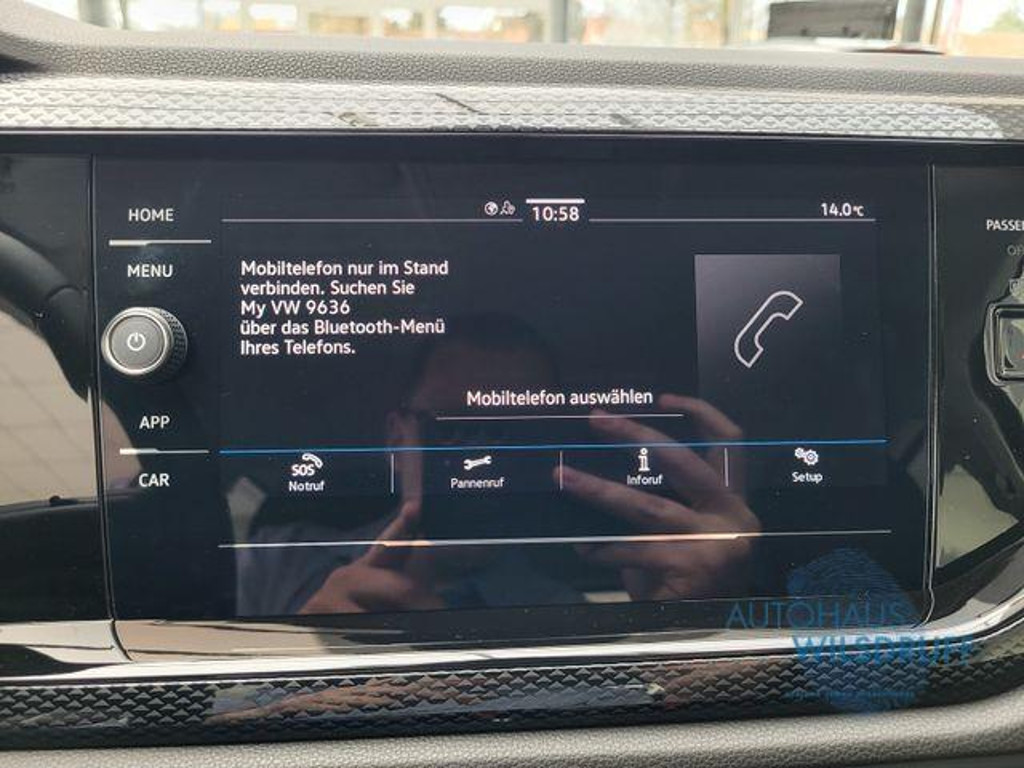 HOME
MENU
APP
CAR
10:58
14.0°C
Mobiltelefon nur im Stand
verbinden. Suchen Sie
My VW 9636
über das Bluetooth-Menü
Ihres Telefons.
Mobiltelefon auswählen
SOS
Notruf
Pannenruf
Inforuf
Setup
PASSE
AUTOHAUS
WILSDRUFF